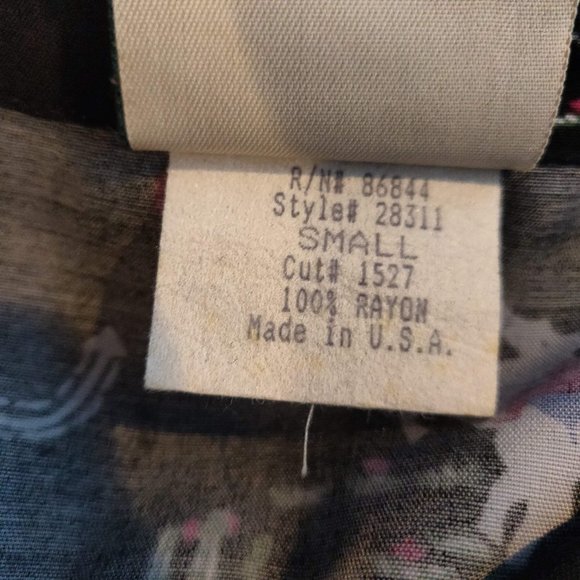 R/N# 86844
Style# 28311
SMALL
Cut# 1527
100% RAYON
Made in U.S.A.